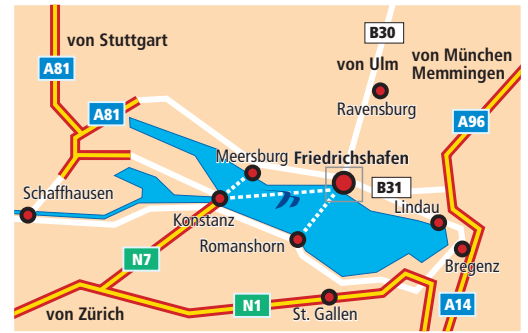 von Stuttgart
B30
von Ulm
von München
Memmingen
A81
A81
Ravensburg
A96
Meersburg
Friedrichshafen
B31
Schaffhausen
Konstanz
Lindau
Romanshorn
Bregenz
N7
von Zürich
N1
St. Gallen
A14